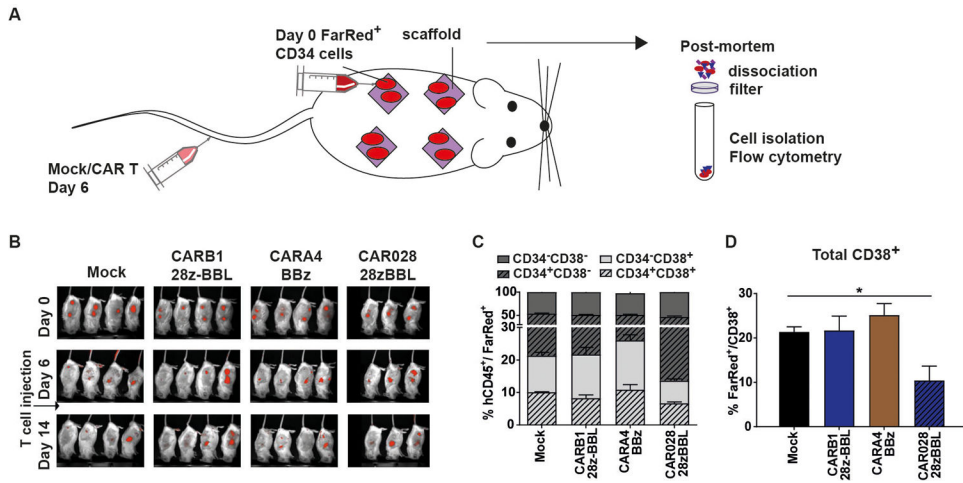 A
Day 0 FarRed+
CD34 cells
scaffold
Post-mortem
dissociation
filter
Cell isolation
Flow cytometry
Mock/CAR T
Day 6
B
Mock
CARB1
28z-BBL
CARA4
BBz
CAR028
28zBBL
Day 0
Day 6
Day 14
T cell injection
C
CD34-CD38-
CD34-CD38+
CD34+CD38-
CD34+CD38+
% hCD45+/ FarRed+
100
50
30
20
10
0
Mock
CARB1
28z-BBL
CARA4
BBz
CAR028
28zBBL
D
Total CD38+
*
% FarRed+/CD38+
30
20
10
0
Mock
CARB1
28z-BBL
CARA4
BBz
CAR028
28zBBL